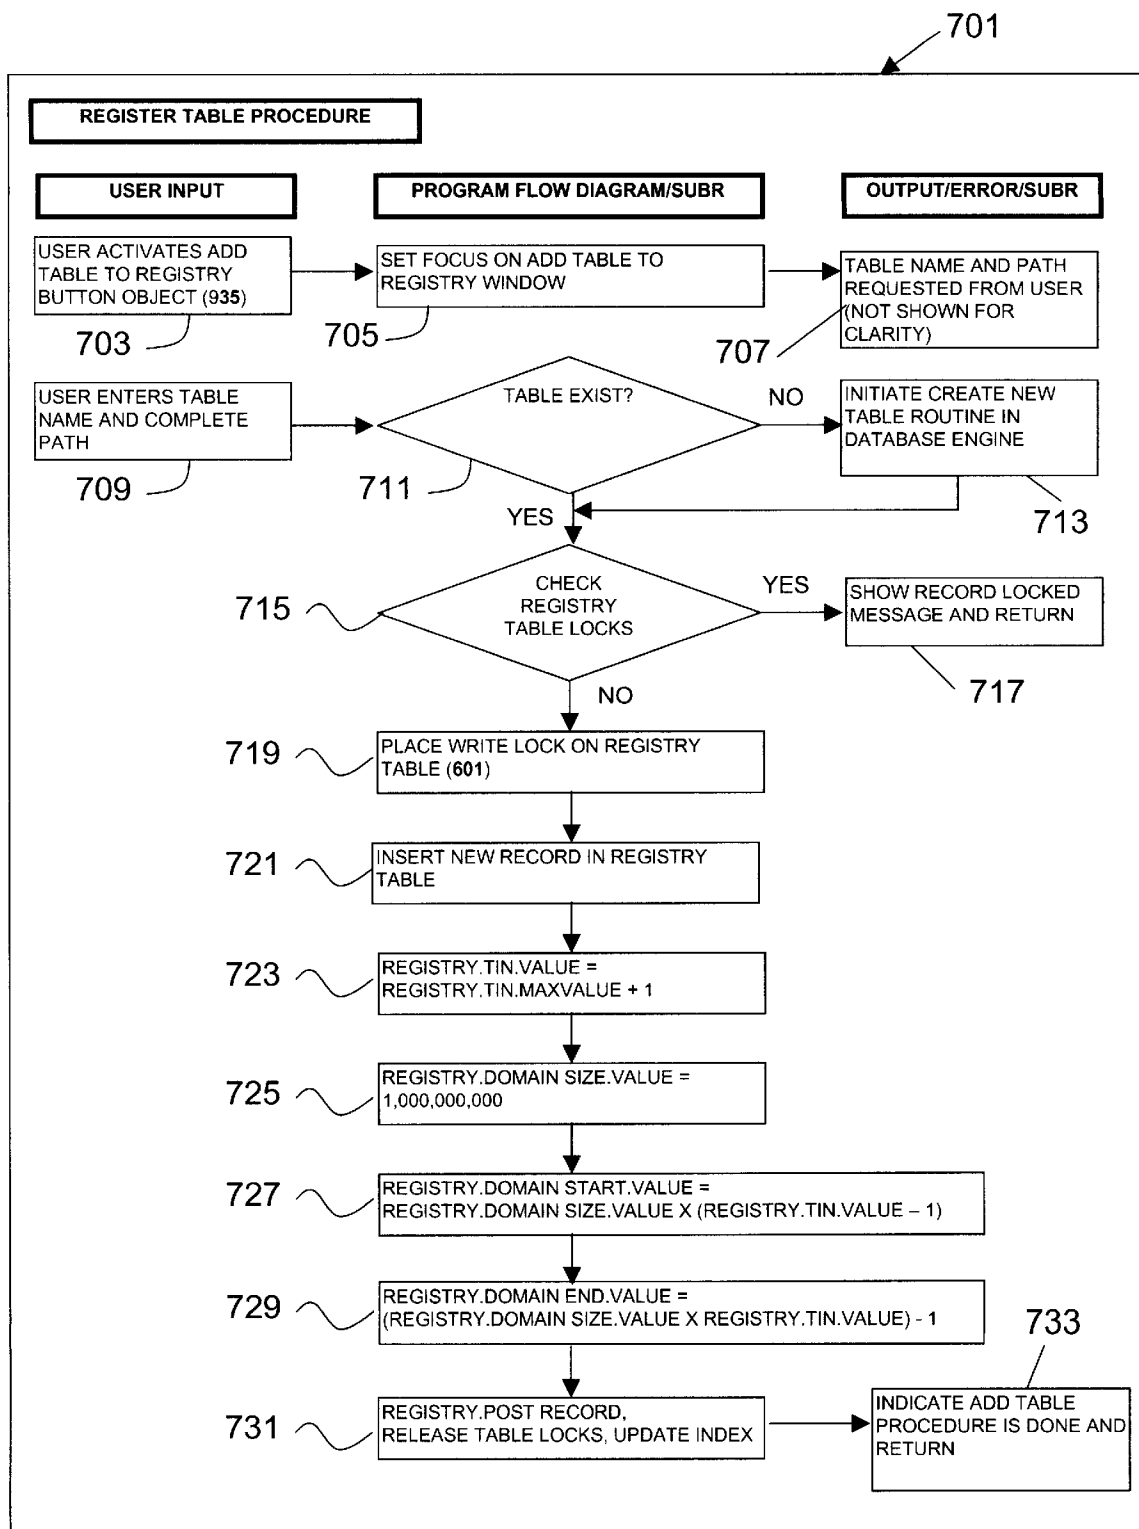 701
REGISTER TABLE PROCEDURE
USER INPUT
PROGRAM FLOW DIAGRAM/SUBR
OUTPUT/ERROR/SUBR
USER ACTIVATES ADD
TABLE TO REGISTRY
BUTTON OBJECT (935)
703
SET FOCUS ON ADD TABLE TO
REGISTRY WINDOW
705
TABLE NAME AND PATH
REQUESTED FROM USER
(NOT SHOWN FOR
CLARITY)
707
USER ENTERS TABLE
NAME AND COMPLETE
PATH
709
TABLE EXIST?
711
NO
INITIATE CREATE NEW
TABLE ROUTINE IN
DATABASE ENGINE
713
YES
715
CHECK
REGISTRY
TABLE LOCKS
YES
SHOW RECORD LOCKED
MESSAGE AND RETURN
717
NO
719
PLACE WRITE LOCK ON REGISTRY
TABLE (601)
721
INSERT NEW RECORD IN REGISTRY
TABLE
723
REGISTRY.TIN.VALUE =
REGISTRY.TIN.MAXVALUE + 1
725
REGISTRY.DOMAIN SIZE.VALUE =
1,000,000,000
727
REGISTRY.DOMAIN START.VALUE =
REGISTRY.DOMAIN SIZE.VALUE X (REGISTRY.TIN.VALUE – 1)
729
REGISTRY.DOMAIN END.VALUE =
(REGISTRY.DOMAIN SIZE.VALUE X REGISTRY.TIN.VALUE) - 1
731
REGISTRY.POST RECORD,
RELEASE TABLE LOCKS, UPDATE INDEX
733
INDICATE ADD TABLE
PROCEDURE IS DONE AND
RETURN